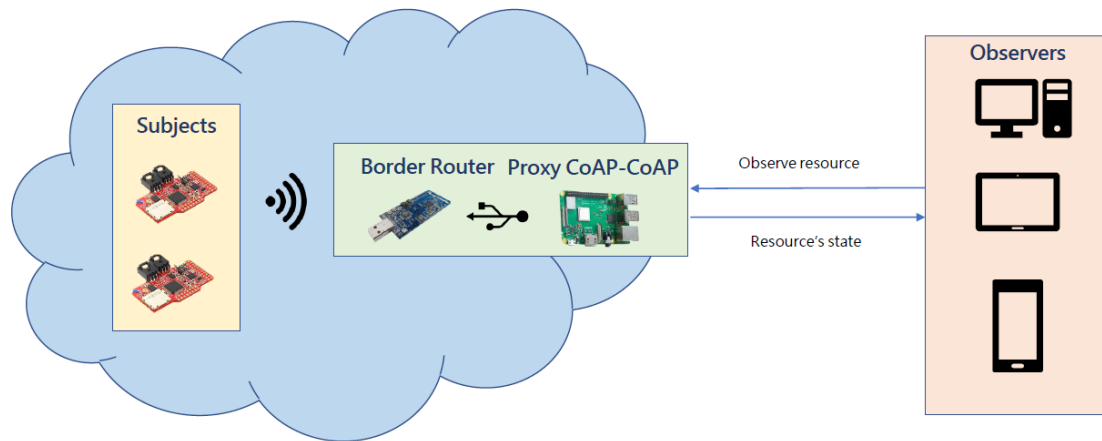 Observers
Subjects
Border Router
Proxy CoAP-CoAP
Observe resource
Resource's state